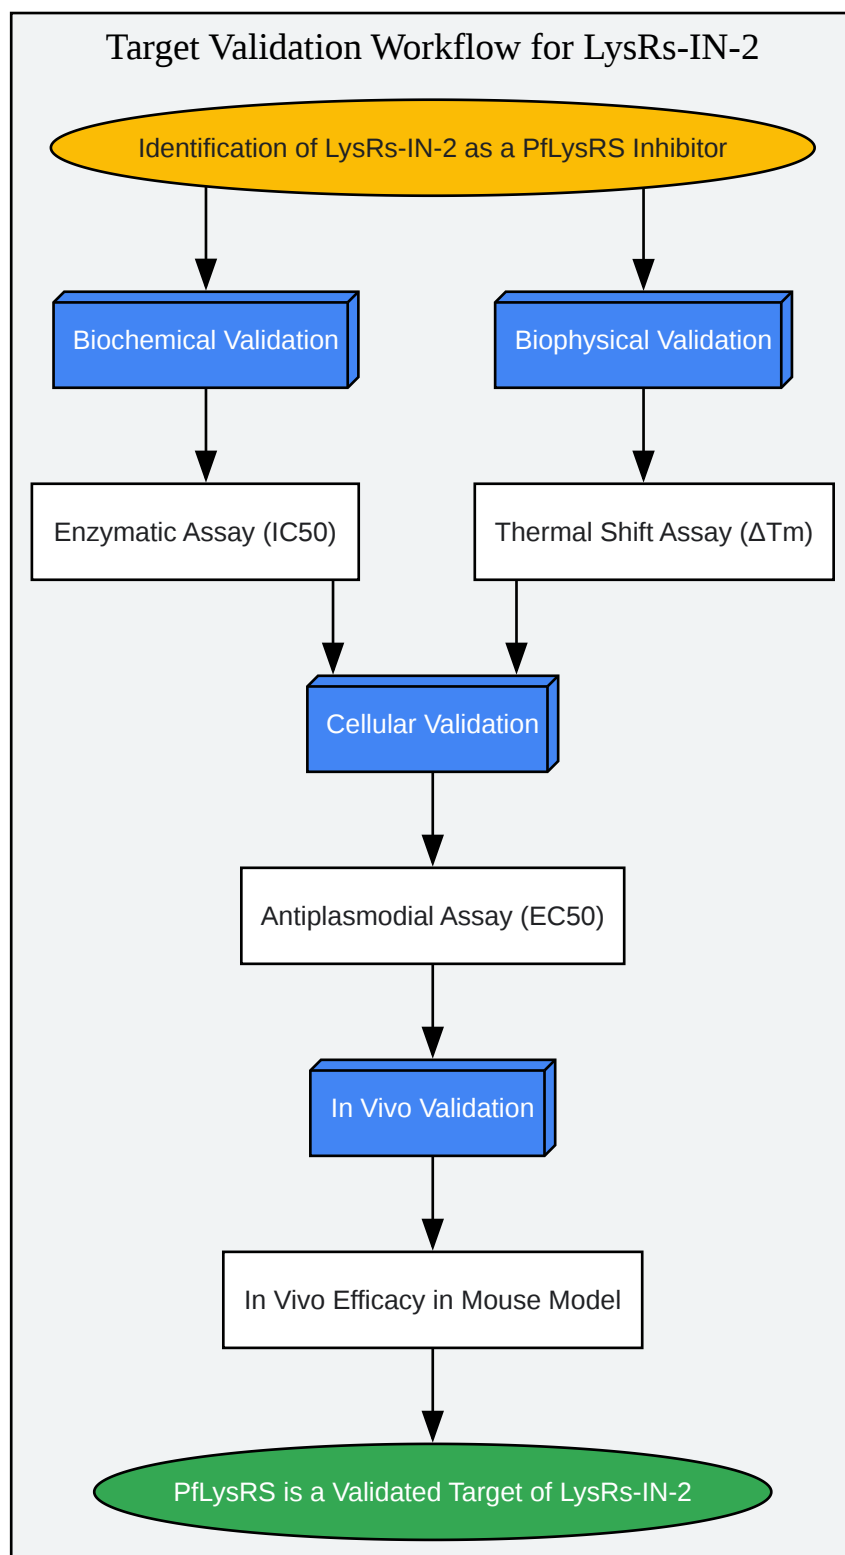 Target Validation Workflow for LysRs-IN-2
Identification of LysRs-IN-2 as a PfLysRS Inhibitor
Biochemical Validation
Biophysical Validation
Enzymatic Assay (IC50)
Thermal Shift Assay (ΔTm)
Cellular Validation
Antiplasmodial Assay (EC50)
In Vivo Validation
In Vivo Efficacy in Mouse Model
PfLysRS is a Validated Target of LysRs-IN-2